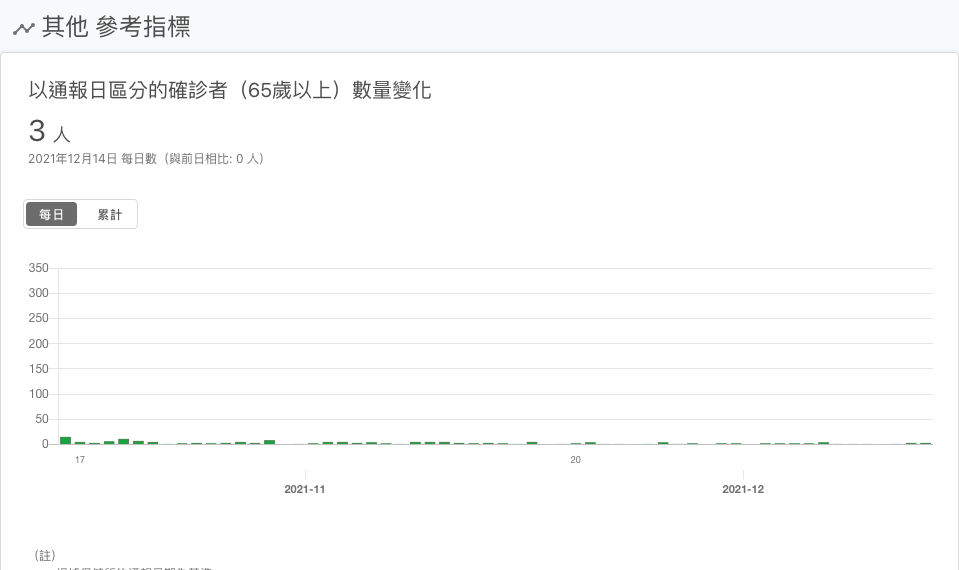 其他 參考指標
以通報日區分的確診者（65歲以上）數量變化
3 人
2021年12月14日 每日數（與前日相比: 0 人）
每日 累計
350
300
250
200
150
100
50
0
17 20
2021-11 2021-12
（註）